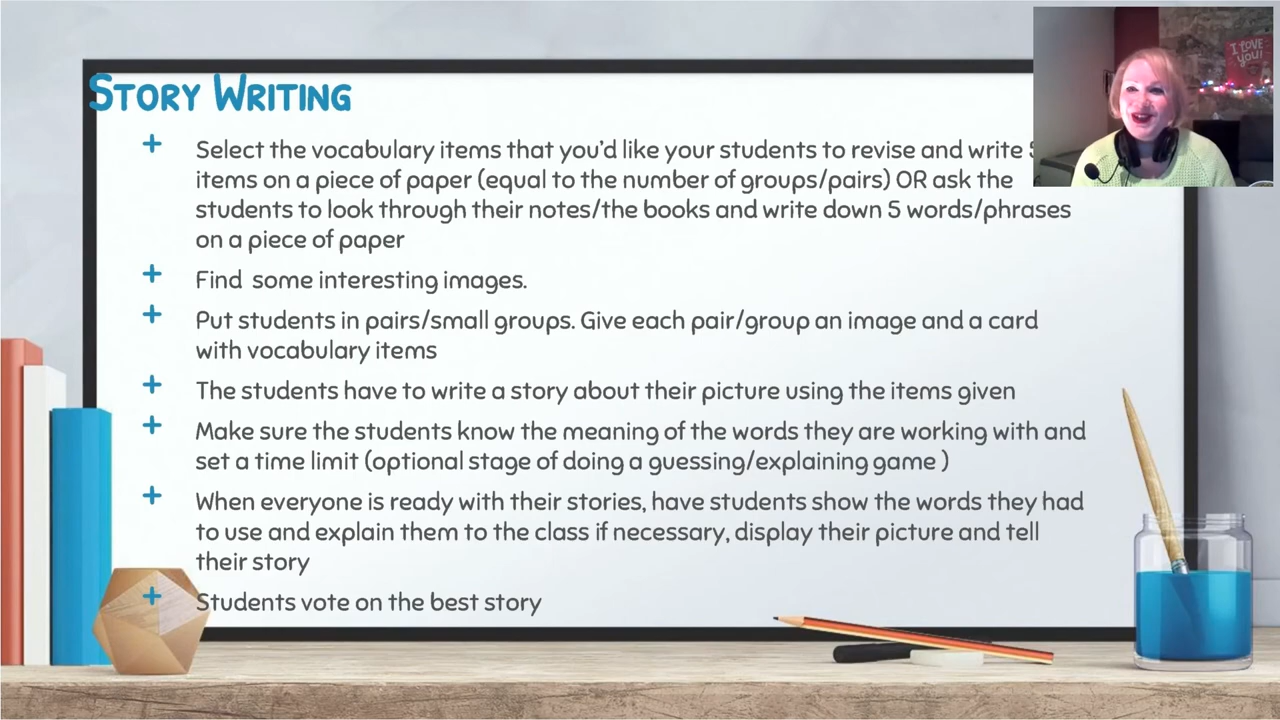 STORY WRITING
I LOVE
you!
+ Select the vocabulary items that you'd like your students to revise and write
items on a piece of paper (equal to the number of groups/pairs) OR ask the
students to look through their notes/the books and write down 5 words/phrases
on a piece of paper
+ Find some interesting images.
+ Put students in pairs/small groups. Give each pair/group an image and a card
with vocabulary items
+ The students have to write a story about their picture using the items given
+ Make sure the students know the meaning of the words they are working with and
set a time limit (optional stage of doing a guessing/explaining game )
+ When everyone is ready with their stories, have students show the words they had
to use and explain them to the class if necessary, display their picture and tell
their story
+ Students vote on the best story